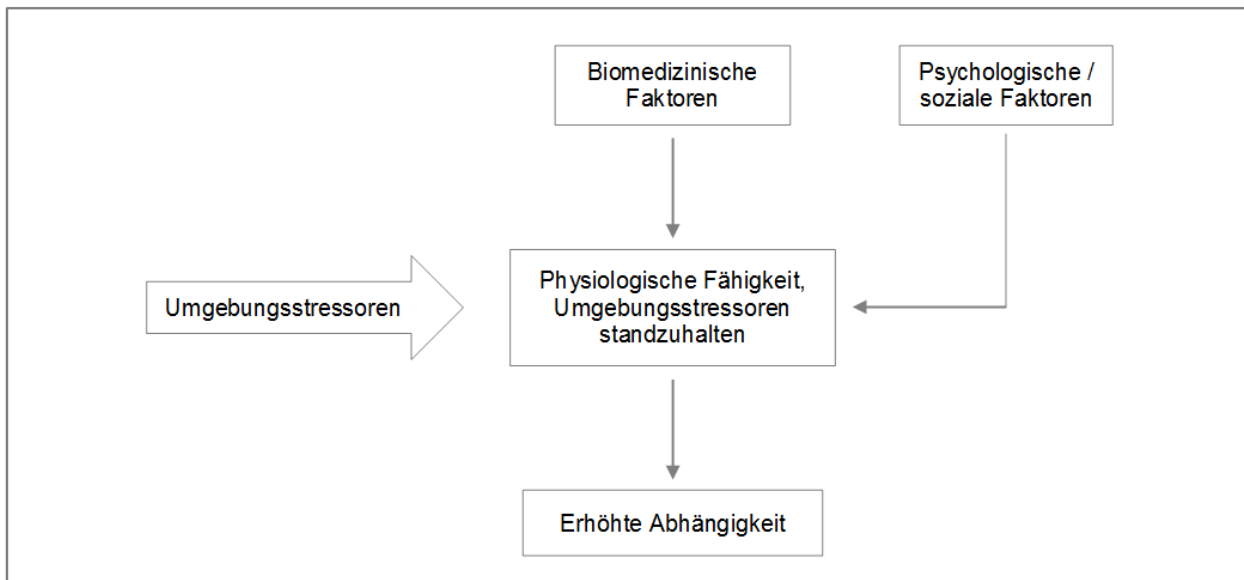 Biomedizinische
Faktoren
Psychologische /
soziale Faktoren
Umgebungsstressoren
Physiologische Fähigkeit,
Umgebungsstressoren
standzuhalten
Erhöhte Abhängigkeit